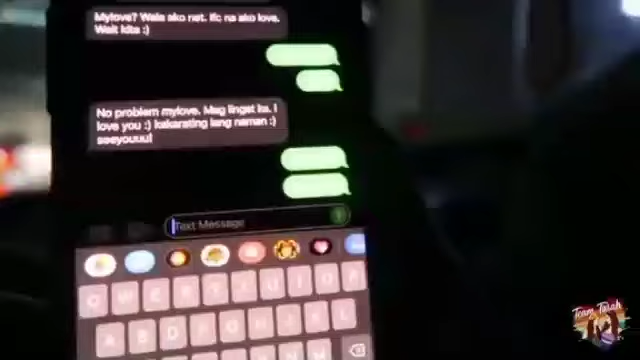 Mylove? Wala ako net. Ifc na ako love.
Wait kita :)
No problem mylove. Mag iingat ka. I
love you :) kakarating lang naman :)
seeyouuu!
Text Message
Q W E R T Y U I O P
A S D F G H J K L
Team Tarah